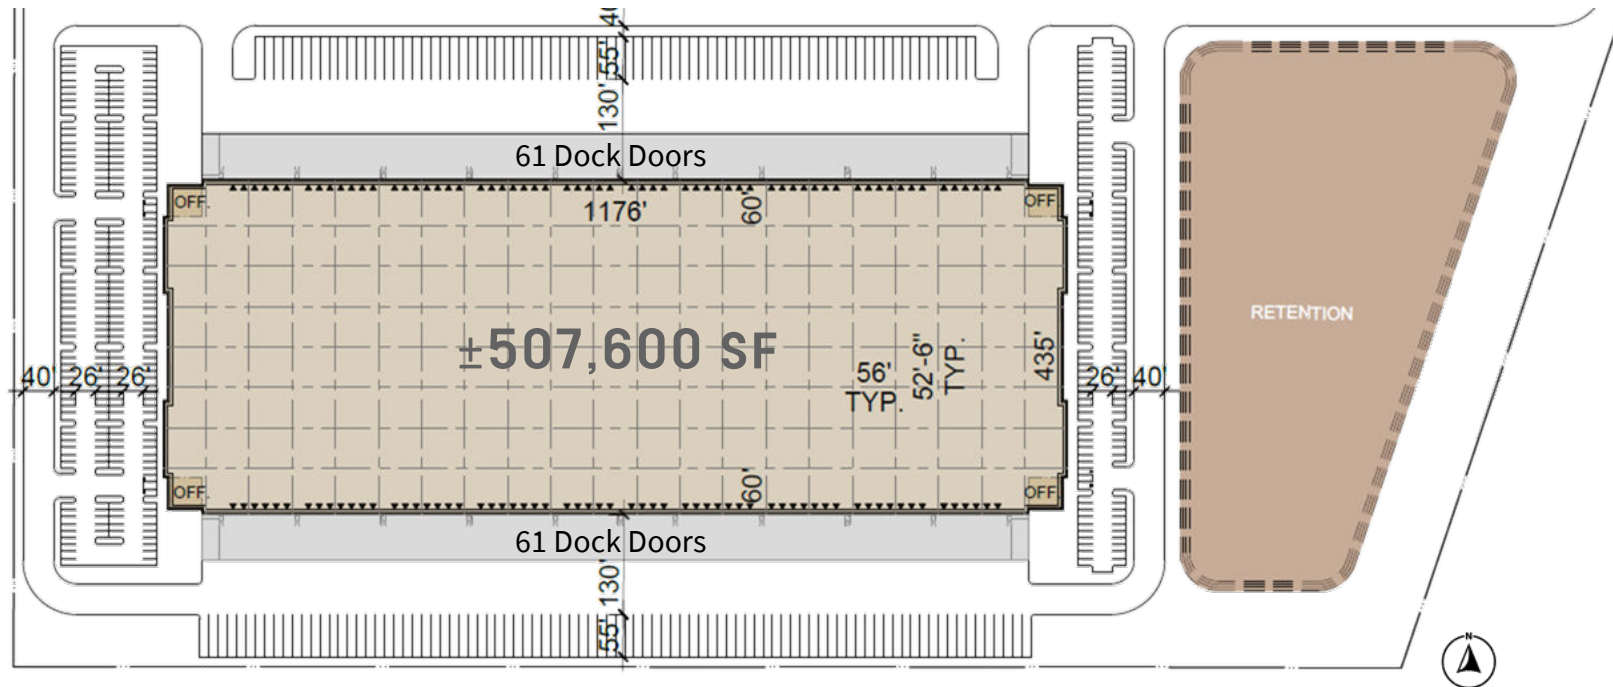 40'
55'
130'
61 Dock Doors
OFF.
1176'
60'
OFF.
±507,600 SF
56'
TYP.
52'-6"
TYP.
435'
RETENTION
40'
26'
26'
26'
40'
OFF.
60'
OFF.
61 Dock Doors
130'
55'
N